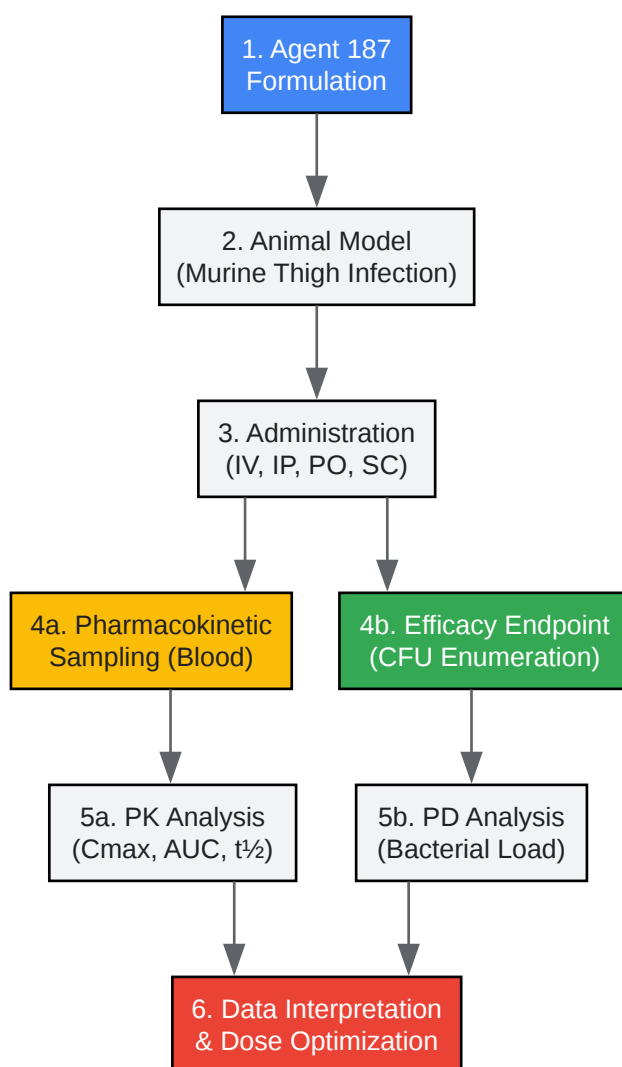 1. Agent 187
Formulation
2. Animal Model
(Murine Thigh Infection)
3. Administration
(IV, IP, PO, SC)
4a. Pharmacokinetic
Sampling (Blood)
4b. Efficacy Endpoint
(CFU Enumeration)
5a. PK Analysis
(Cmax, AUC, t½)
5b. PD Analysis
(Bacterial Load)
6. Data Interpretation
& Dose Optimization